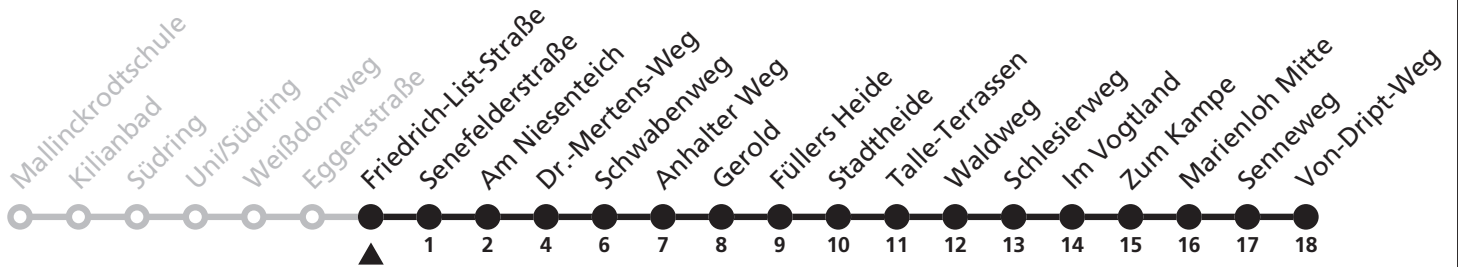 Mallinckrodtschule
Kilianbad
Südring
Uni/Südring
Weißdornweg
Eggertstraße
Friedrich-List-Straße
Senefelderstraße
Am Niesenteich
Dr.-Mertens-Weg
Schwabenweg
Anhalter Weg
Gerold
Füllers Heide
Stadtheide
Talle-Terrassen
Waldweg
Schlesierweg
Im Vogtland
Zum Kampe
Marienloh Mitte
Senneweg
Von-Dript-Weg
1 2 4 6 7 8 9 10 11 12 13 14 15 16 17 18